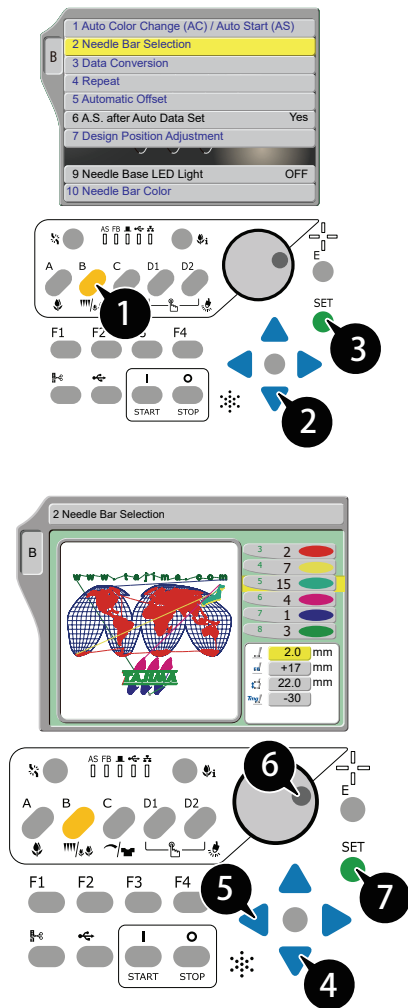 1 Auto Color Change (AC) / Auto Start (AS)
B
2 Needle Bar Selection
3 Data Conversion
4 Repeat
5 Automatic Offset
6 A.S. after Auto Data Set Yes
7 Design Position Adjustment
9 Needle Base LED Light OFF
10 Needle Bar Color
AS FB
i
A B C D1 D2
E
1
SET
3
F1 F2 F3 F4
START STOP
2
2 Needle Bar Selection
B
www.tajima.com
TAJIMA
3 2
4 7
5 15
6 4
7 1
8 3
2.0 mm
+17 mm
22.0 mm
-30
AS FB
i
6
A B C D1 D2
E
SET
7
F1 F2 F3 F4
5
START STOP
4